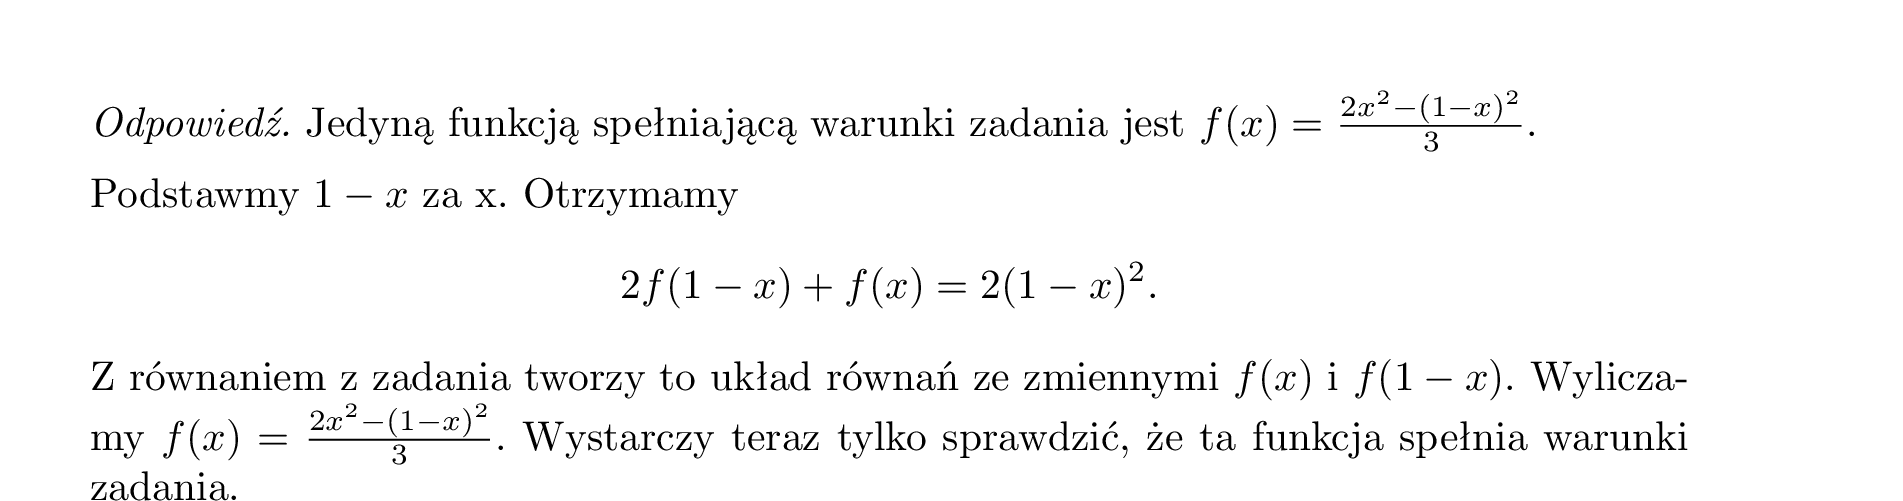 Odpowiedź. Jedyną funkcją spełniającą warunki zadania jest $f(x) = \frac{2x^2-(1-x)^2}{3}$.
Podstawmy $1 - x$ za x. Otrzymamy
$2f(1 - x) + f(x) = 2(1 - x)^2.$
Z równaniem z zadania tworzy to układ równań ze zmiennymi $f(x)$ i $f(1 - x)$. Wylicza-
my $f(x) = \frac{2x^2-(1-x)^2}{3}$. Wystarczy teraz tylko sprawdzić, że ta funkcja spełnia warunki
zadania.